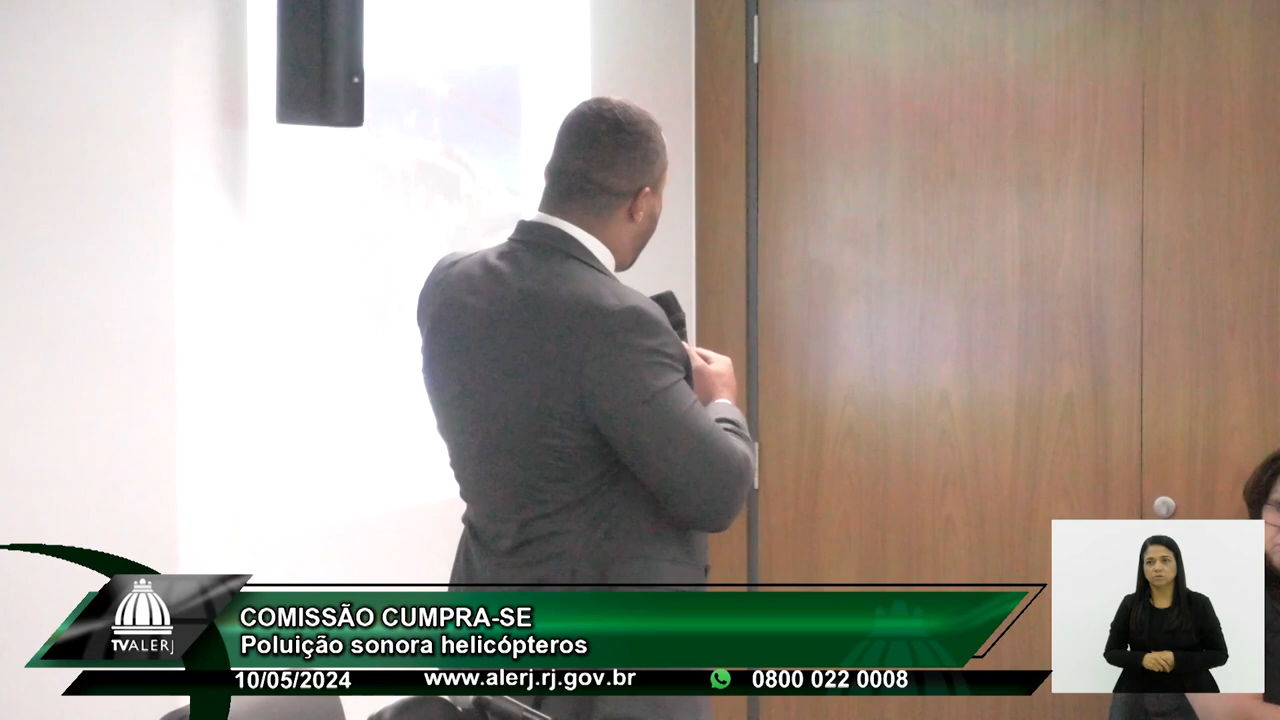 COMISSÃO CUMPRA-SE
Poluição sonora helicópteros
TVALERJ
10/05/2024 www.alerj.rj.gov.br 0800 022 0008